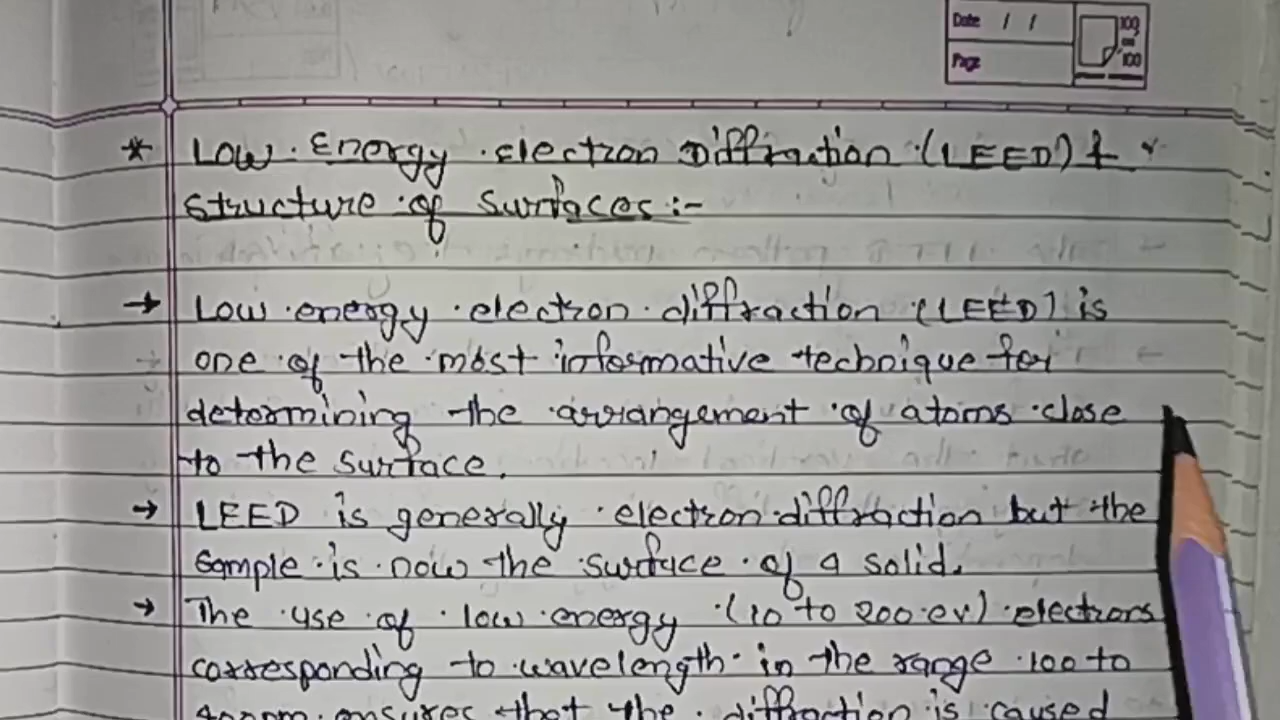 Date / /
Page
100
on
100
* Low Energy electron Diffraction (LEED) &
structure of surfaces :-
→ Low energy electron diffraction (LEED) is
one of the most informative technique for
determining the arrangement of atoms close
to the surface.
→ LEED is generally electron diffraction but the
sample is now the surface of a solid.
→ The use of low energy (10 to 200 ev) electrons
corresponding to wavelength in the range 100 to
ensures that the diffraction is caused